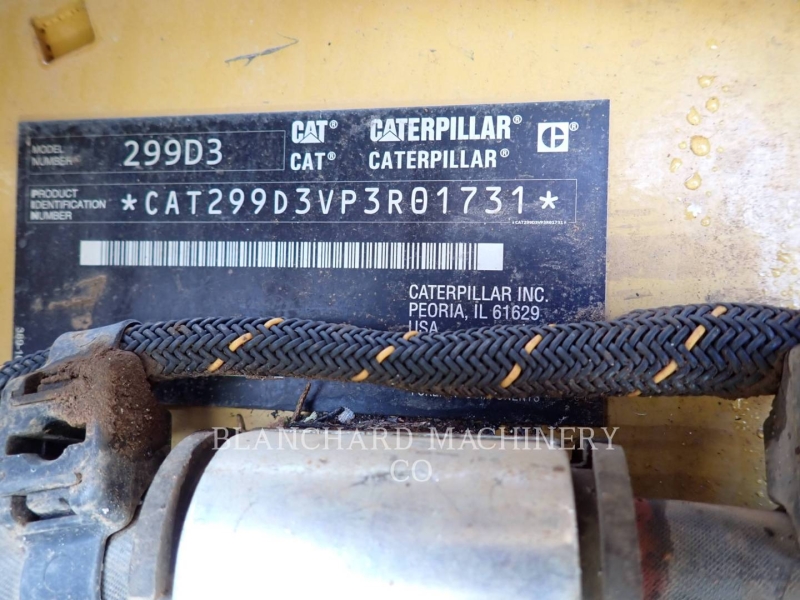 MODEL
NUMBER
299D3
CAT® CATERPILLAR® C®
CAT® CATERPILLAR®
PRODUCT
IDENTIFICATION
NUMBER
*CAT299D3VP3R01731*
CATERPILLAR INC.
PEORIA, IL 61629
USA
BLANCHARD MACHINERY
CO